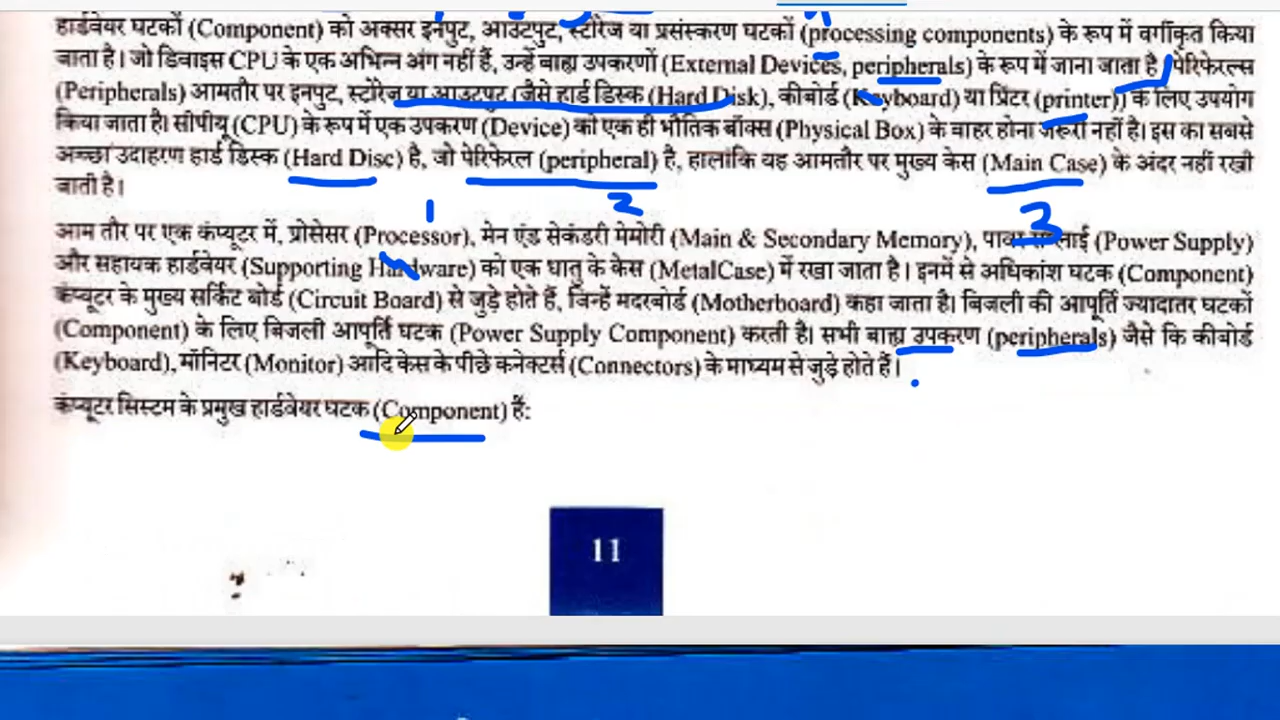 हार्डवेयर घटकों (Component) को अक्सर इनपुट, आउटपुट, स्टोरेज या प्रसंस्करण घटकों (processing components) के रूप में वर्गीकृत किया
जाता है। जो डिवाइस CPU के एक अभिन्न अंग नहीं हैं, उन्हें बाह्य उपकरणों (External Devices, peripherals) के रूप में जाना जाता है। पेरिफेरल्स
(Peripherals) आमतौर पर इनपुट, स्टोरेज या आउटपुट (जैसे हार्ड डिस्क (Hard Disk), कीबोर्ड (Keyboard) या प्रिंटर (printer)) के लिए उपयोग
किया जाता है। सीपीयू (CPU) के रूप में एक उपकरण (Device) को एक ही भौतिक बॉक्स (Physical Box) के बाहर होना जरूरी नहीं है। इस का सबसे
अच्छा उदाहरण हार्ड डिस्क (Hard Disc) है, जो पेरिफेरल (peripheral) है, हालांकि यह आमतौर पर मुख्य केस (Main Case) के अंदर नहीं रखी
जाती है।
1 2 3
आम तौर पर एक कंप्यूटर में, प्रोसेसर (Processor), मेन एंड सेकंडरी मेमोरी (Main & Secondary Memory), पावर सप्लाई (Power Supply)
और सहायक हार्डवेयर (Supporting Hardware) को एक धातु के केस (MetalCase) में रखा जाता है। इनमें से अधिकांश घटक (Component)
कंप्यूटर के मुख्य सर्किट बोर्ड (Circuit Board) से जुड़े होते हैं, जिन्हें मदरबोर्ड (Motherboard) कहा जाता है। बिजली की आपूर्ति ज्यादातर घटकों
(Component) के लिए बिजली आपूर्ति घटक (Power Supply Component) करती है। सभी बाह्य उपकरण (peripherals) जैसे कि कीबोर्ड
(Keyboard), मॉनिटर (Monitor) आदि केस के पीछे कनेक्टर्स (Connectors) के माध्यम से जुड़े होते हैं।
कंप्यूटर सिस्टम के प्रमुख हार्डवेयर घटक (Component) हैं:
11